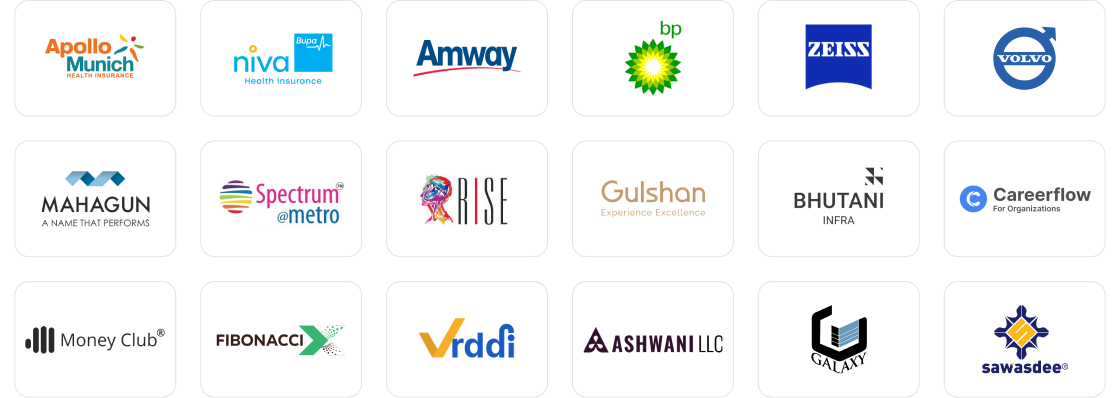 Apollo
Munich
HEALTH INSURANCE
niva
Bupa
Health Insurance
Amway
bp
ZEISS
VOLVO
MAHAGUN
A NAME THAT PERFORMS
Spectrum™
@metro
RISE
Gulshan
Experience Excellence
BHUTANI
INFRA
C
Careerflow
For Organizations
Money Club®
FIBONACCI X
Vrddhi
ASHWANI LLC
GALAXY
sawasdee®